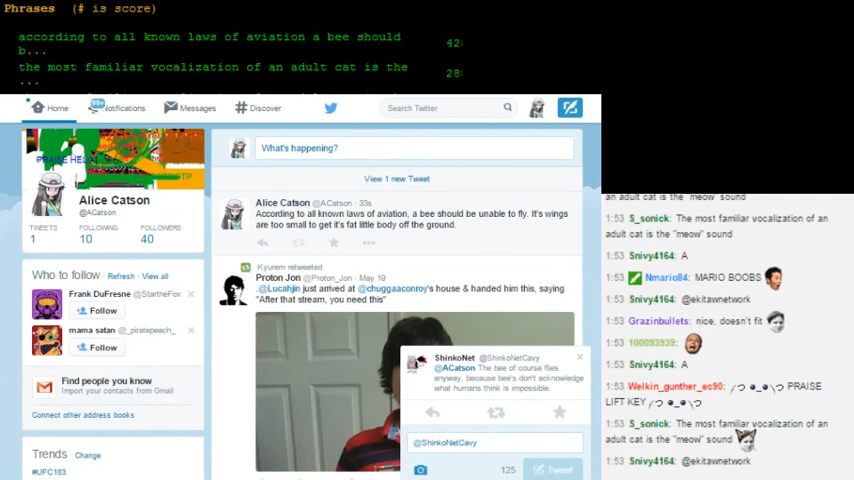 Phrases (# is score)
according to all known laws of aviation a bee should
b...
42:
the most familiar vocalization of an adult cat is the
...
28:
Home
99+
Notifications
Messages
Discover
Search Twitter
PRAISE HELIX
Alice Catson
@ACatson
TWEETS FOLLOWING FOLLOWERS
1 10 40
Who to follow · Refresh · View all
Frank DuFresne @StartheFox
Follow
mama satan @_piratepeach_
Follow
Find people you know
Import your contacts from Gmail
Connect other address books
Trends · Change
#UFC183
What's happening?
View 1 new Tweet
Alice Catson @ACatson · 33s
According to all known laws of aviation, a bee should be unable to fly. It's wings
are too small to get it's fat little body off the ground.
Kyurem retweeted
Proton Jon @Proton_Jon · May 19
.@Lucahjin just arrived at @chuggaaconroy's house & handed him this, saying
"After that stream, you need this"
ShinkoNet @ShinkoNetCavy
@ACatson The bee of course flies
anyway, because bee's don't acknowledge
what humans think is impossible.
@ShinkoNetCavy
125
Tweet
an adult cat is the "meow" sound
1:53 S_sonick: The most familiar vocalization of an
adult cat is the "meow" sound
1:53 Snivy4164: A
1:53 Nmario84: MARIO BOOBS
1:53 Snivy4164: @ekitawnetwork
1:53 Grazinbullets: nice, doesn't fit
1:53 100093939:
1:53 Snivy4164: A
1:53 Welkin_gunther_ec90: PRAISE
LIFT KEY
1:53 S_sonick: The most familiar vocalization of an
adult cat is the "meow" sound
1:53 Snivy4164: @ekitawnetwork